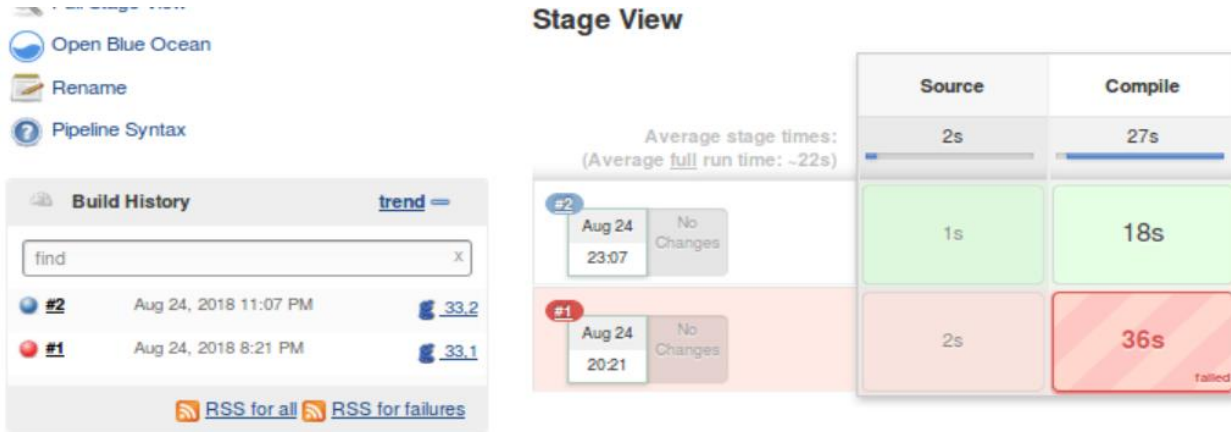 Full Stage View
Open Blue Ocean
Rename
Pipeline Syntax
Build History trend
find x
#2 Aug 24, 2018 11:07 PM 33,2
#1 Aug 24, 2018 8:21 PM 33,1
RSS for all RSS for failures
Stage View
Source Compile
Average stage times: 2s 27s
(Average full run time: ~22s)
#2
Aug 24 No
23:07 Changes
1s 18s
#1
Aug 24 No
20:21 Changes
2s 36s
failed